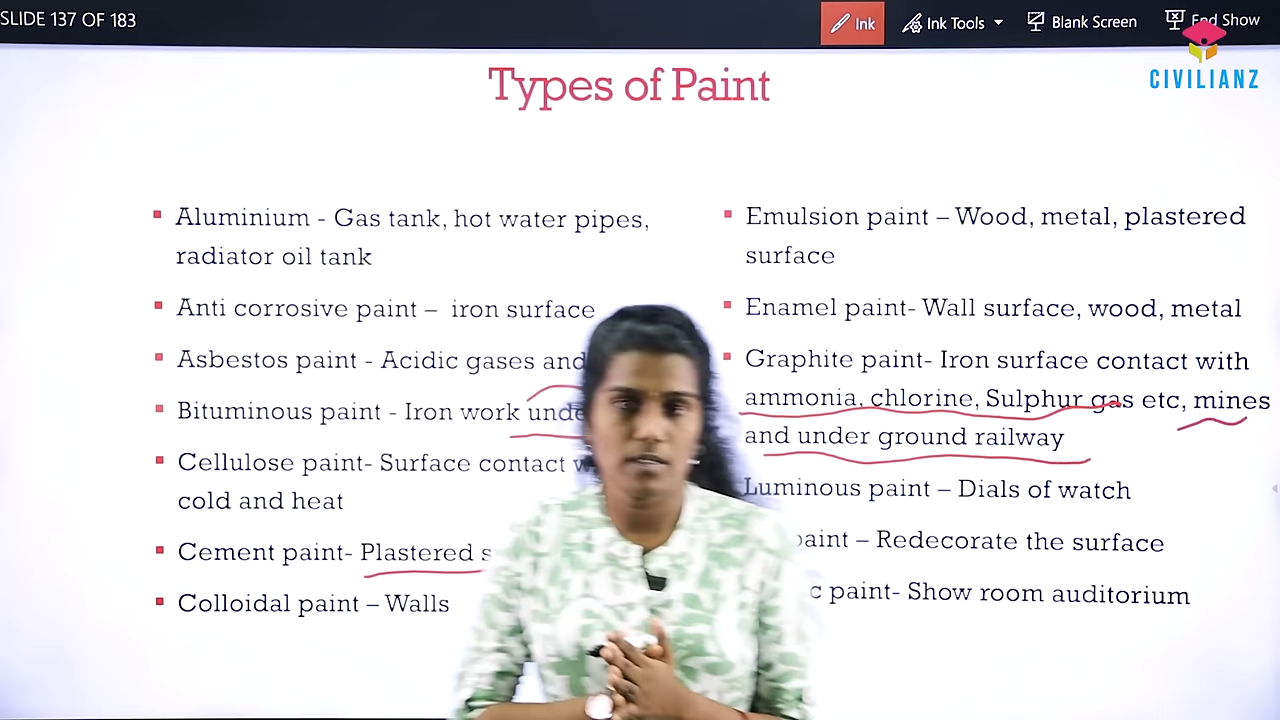 SLIDE 137 OF 183
Ink
Ink Tools
Blank Screen
End Show
CIVILIANZ
Types of Paint
Aluminium - Gas tank, hot water pipes,
radiator oil tank
Anti corrosive paint – iron surface
Asbestos paint - Acidic gases and
Bituminous paint - Iron work
Cellulose paint- Surface contact
cold and heat
Cement paint- Plastered
Colloidal paint – Walls
Emulsion paint – Wood, metal, plastered
surface
Enamel paint- Wall surface, wood, metal
Graphite paint- Iron surface contact with
ammonia, chlorine, Sulphur gas etc, mines
and under ground railway
Luminous paint – Dials of watch
paint – Redecorate the surface
paint- Show room auditorium